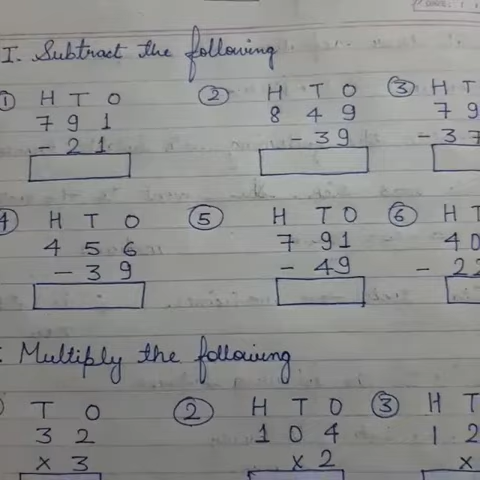 I. Subtract the following
① H T O ② H T O ③ H T
7 9 1 8 4 9 7 9
- 2 1 - 3 9 - 3 7
④ H T O ⑤ H T O ⑥ H T
4 5 6 7 9 1 4 0
- 3 9 - 4 9 - 2 2
Multiply the following
T O ② H T O ③ H T
3 2 1 0 4 1 2
x 3 x 2 x